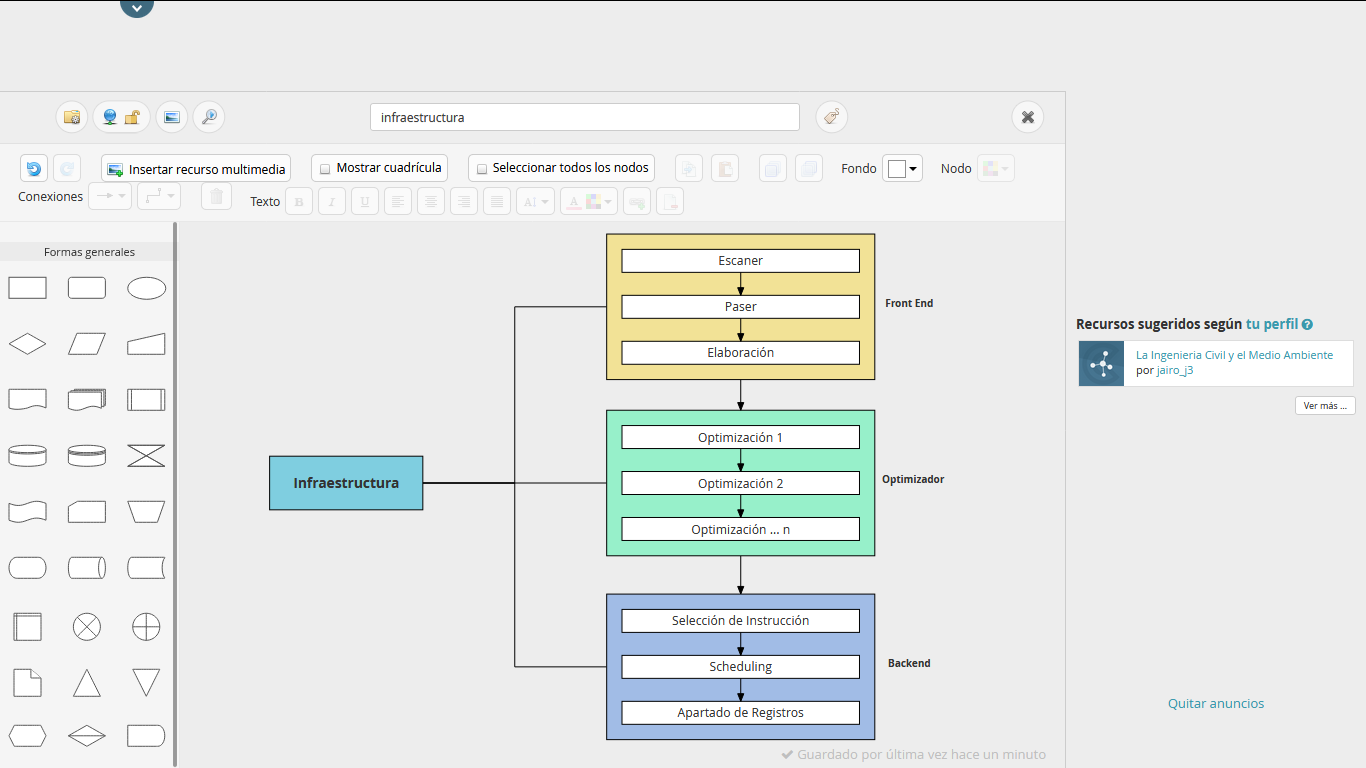 infraestructura
Insertar recurso multimedia
Mostrar cuadrícula
Seleccionar todos los nodos
Fondo
Nodo
Conexiones
Texto
B
I
U
AI
A
Formas generales
Escaner
Paser
Elaboración
Front End
Optimización 1
Optimización 2
Optimización ... n
Optimizador
Infraestructura
Selección de Instrucción
Scheduling
Apartado de Registros
Backend
Guardado por última vez hace un minuto
Recursos sugeridos según tu perfil ?
La Ingenieria Civil y el Medio Ambiente
por jairo_j3
Ver más ...
Quitar anuncios